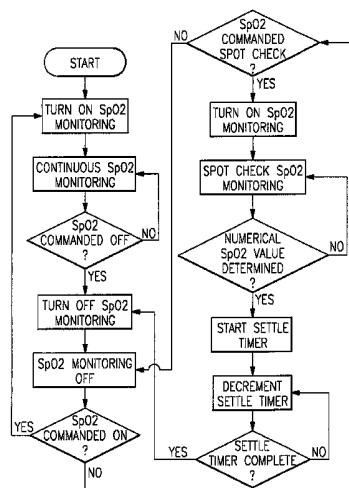 START
TURN ON SpO2
MONITORING
CONTINUOUS SpO2
MONITORING
SpO2
COMMANDED OFF
?
NO
YES
TURN OFF SpO2
MONITORING
SpO2 MONITORING
OFF
SpO2
COMMANDED ON
?
YES
NO
SpO2
COMMANDED
SPOT CHECK
?
NO
YES
TURN ON SpO2
MONITORING
SPOT CHECK SpO2
MONITORING
NUMERICAL
SpO2 VALUE
DETERMINED
?
NO
YES
START SETTLE
TIMER
DECREMENT
SETTLE TIMER
SETTLE
TIMER COMPLETE
?
YES
NO